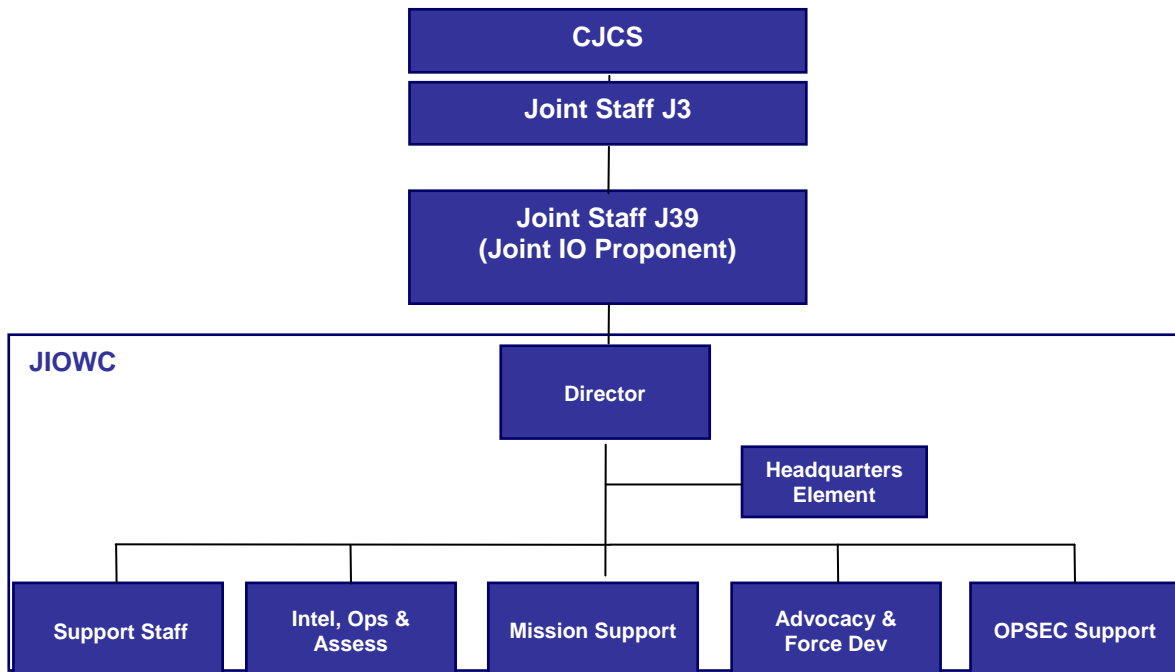 CJCS
Joint Staff J3
Joint Staff J39
(Joint IO Proponent)
JIOWC
Director
Headquarters
Element
Support Staff
Intel, Ops &
Assess
Mission Support
Advocacy &
Force Dev
OPSEC Support